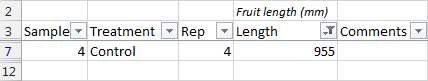 2 Fruit length (mm)
3 Sample Treatment Rep Length Comments
7 4 Control 4 955
12